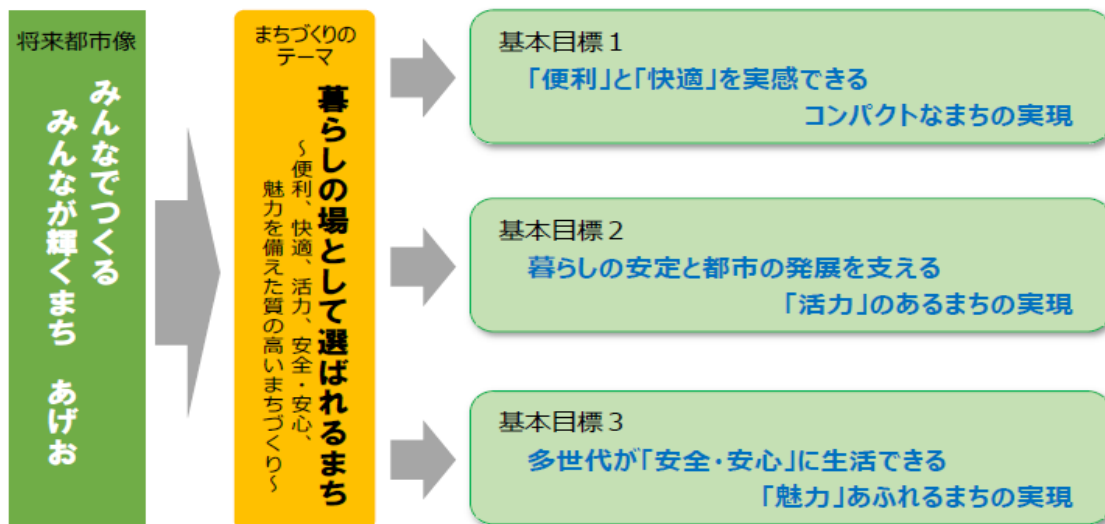 将来都市像
みんなでつくる
みんなが輝くまち　あげお
まちづくりの
テーマ
暮らしの場として選ばれるまち
～便利、快適、活力、安全・安心、
魅力を備えた質の高いまちづくり～
基本目標１
「便利」と「快適」を実感できる
コンパクトなまちの実現
基本目標２
暮らしの安定と都市の発展を支える
「活力」のあるまちの実現
基本目標３
多世代が「安全・安心」に生活できる
「魅力」あふれるまちの実現